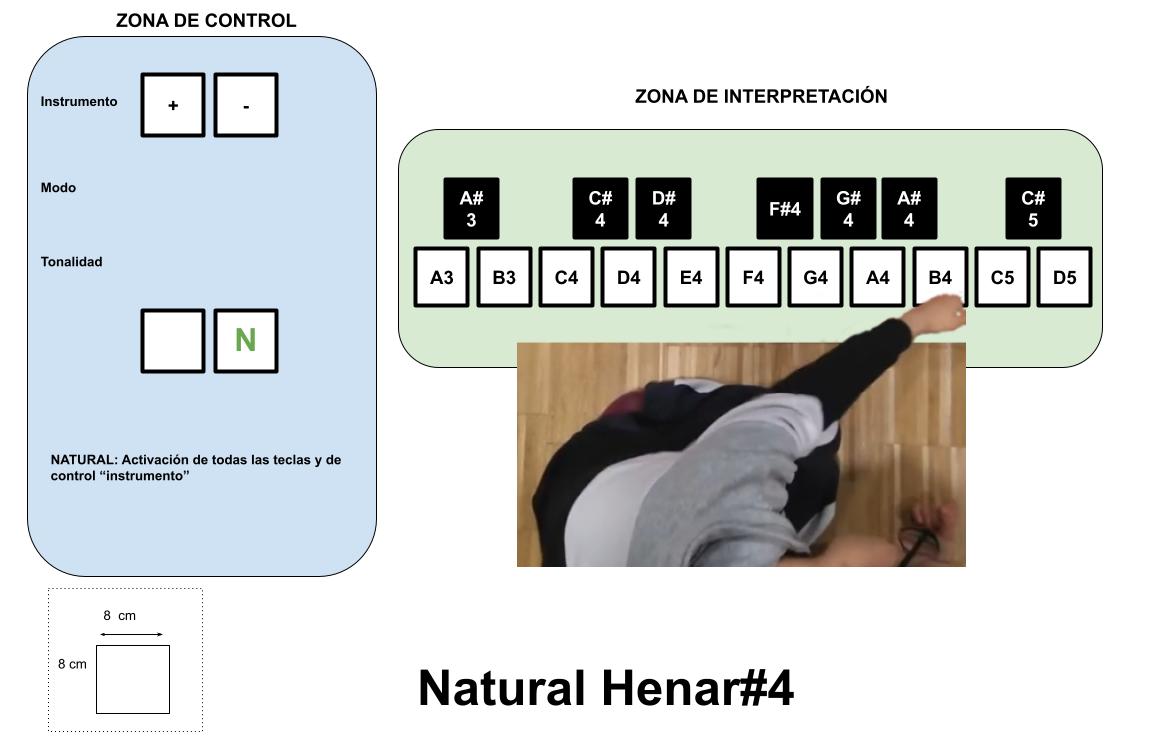 ZONA DE CONTROL
Instrumento
+
-
Modo
Tonalidad
N
NATURAL: Activación de todas las teclas y de
control “instrumento”
ZONA DE INTERPRETACIÓN
A#
3
C#
4
D#
4
F#4
G#
4
A#
4
C#
5
A3
B3
C4
D4
E4
F4
G4
A4
B4
C5
D5
8 cm
8 cm
Natural Henar#4